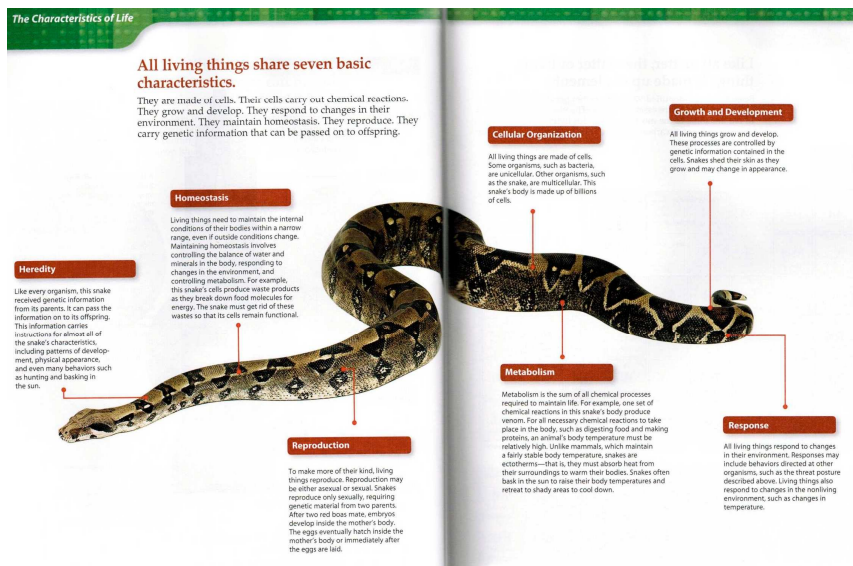 The Characteristics of Life
All living things share seven basic
characteristics.
They are made of cells. Their cells carry out chemical reactions.
They grow and develop. They respond to changes in their
environment. They maintain homeostasis. They reproduce. They
carry genetic information that can be passed on to offspring.
Heredity
Like every organism, this snake
received genetic information
from its parents. It can pass the
information on to its offspring.
This information carries
instructions for almost all of
the snake's characteristics,
including patterns of develop-
ment, physical appearance,
and even many behaviors such
as hunting and basking in
the sun.
Homeostasis
Living things need to maintain the internal
conditions of their bodies within a narrow
range, even if outside conditions change.
Maintaining homeostasis involves
controlling the balance of water and
minerals in the body, responding to
changes in the environment, and
controlling metabolism. For example,
this snake's cells produce waste products
as they break down food molecules for
energy. The snake must get rid of these
wastes so that its cells remain functional.
Reproduction
To make more of their kind, living
things reproduce. Reproduction may
be either asexual or sexual. Snakes
reproduce only sexually, requiring
genetic material from two parents.
After two red boas mate, embryos
develop inside the mother's body.
The eggs eventually hatch inside the
mother's body or immediately after
the eggs are laid.
Cellular Organization
All living things are made of cells.
Some organisms, such as bacteria,
are unicellular. Other organisms, such
as the snake, are multicellular. This
snake's body is made up of billions
of cells.
Metabolism
Metabolism is the sum of all chemical processes
required to maintain life. For example, one set of
chemical reactions in this snake's body produce
venom. For all necessary chemical reactions to take
place in the body, such as digesting food and making
proteins, an animal's body temperature must be
relatively high. Unlike mammals, which maintain
a fairly stable body temperature, snakes are
ectotherms—that is, they must absorb heat from
their surroundings to warm their bodies. Snakes often
bask in the sun to raise their body temperatures and
retreat to shady areas to cool down.
Growth and Development
All living things grow and develop.
These processes are controlled by
genetic information contained in the
cells. Snakes shed their skin as they
grow and may change in appearance.
Response
All living things respond to changes
in their environment. Responses may
include behaviors directed at other
organisms, such as the threat posture
described above. Living things also
respond to changes in the nonliving
environment, such as changes in
temperature.